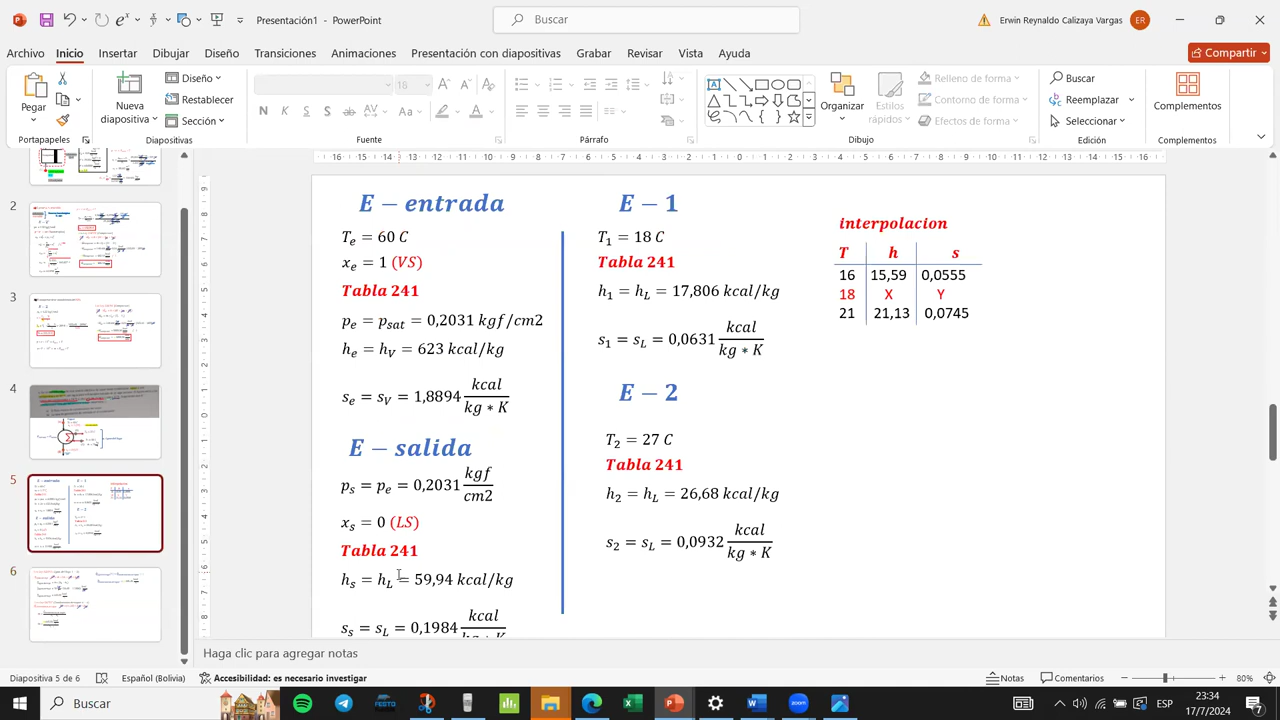 Presentación1 - PowerPoint
Buscar
Erwin Reynaldo Calizaya Vargas
ER
Archivo Inicio Insertar Dibujar Diseño Transiciones Animaciones Presentación con diapositivas Grabar Revisar Vista Ayuda
Compartir
Pegar
Nueva diapositiva
Diseño
Restablecer
Sección
18
Organizar
Estilos rápidos
Relleno de forma
Contorno de forma
Efectos de forma
Buscar
Reemplazar
Seleccionar
Complementos
Portapapeles Diapositivas Fuente Párrafo Dibujo Edición Complementos
E − entrada
T_e = 60 C
x_e = 1 (VS)
Tabla 241
p_e = p_sat = 0,2031 kgf/cm2
h_e = h_V = 623 kcal/kg
s_e = s_V = 1,8894 kcal/kg ∗ K
E − salida
p_s = p_e = 0,2031 kgf/cm2
x_s = 0 (LS)
Tabla 241
h_s = h_L = 59,94 kcal/kg
s_s = s_L = 0,1984 kcal/kg ∗ K
E − 1
T_1 = 18 C
Tabla 241
h_1 = h_L = 17,806 kcal/kg
s_1 = s_L = 0,0631 kcal/kg ∗ K
E − 2
T_2 = 27 C
Tabla 241
h_2 = h_L = 26,68 kcal/kg
s_2 = s_L = 0,0932 kcal/kg ∗ K
interpolacion
T h s
16 15,59 0,0555
18 X Y
21 21,13 0,0745
2
3
4
5
6
Haga clic para agregar notas
Diapositiva 5 de 6
Español (Bolivia)
Accesibilidad: es necesario investigar
Notas
Comentarios
80%
Buscar
ESP
23:34
17/7/2024